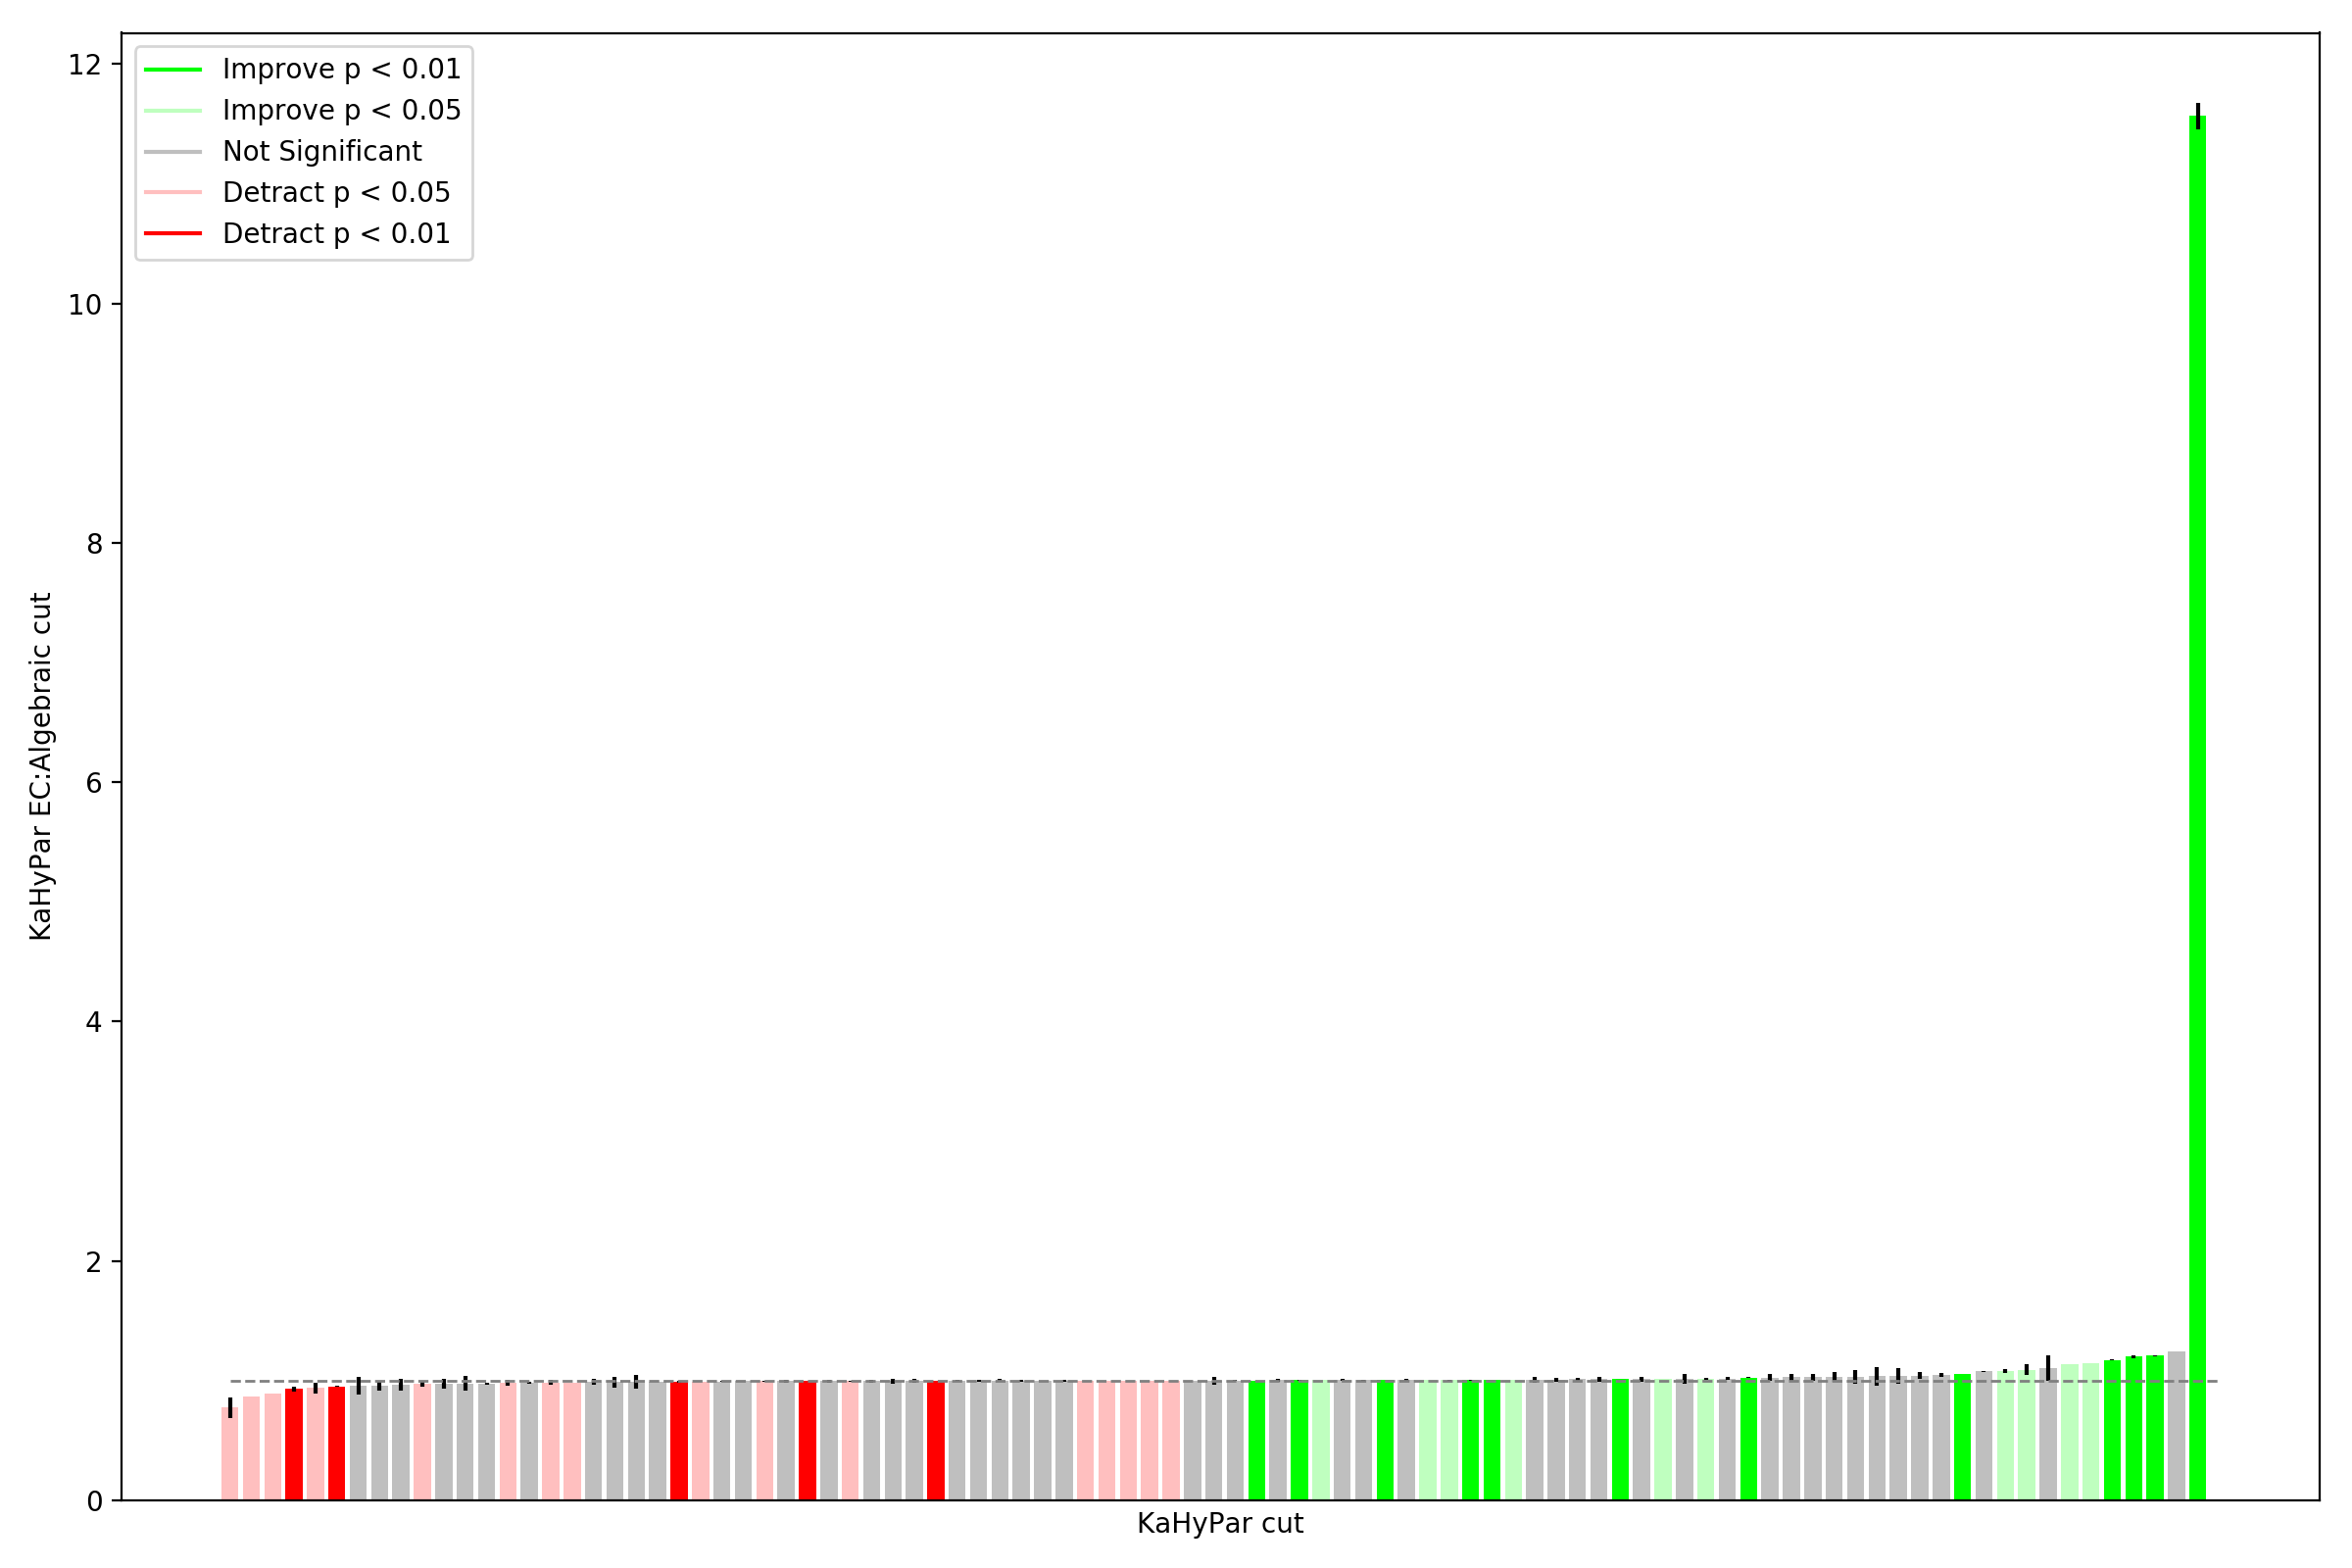 12
10
8
6
4
2
0
Improve p < 0.01
Improve p < 0.05
Not Significant
Detract p < 0.05
Detract p < 0.01
KaHyPar EC:Algebraic cut
KaHyPar cut